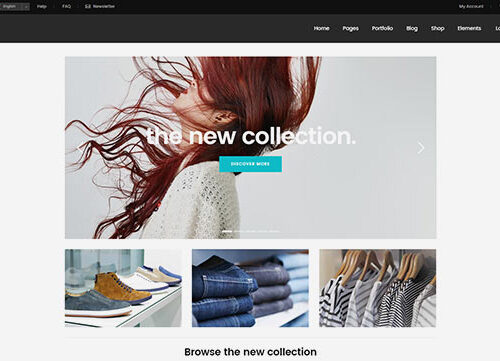 English Help FAQ Newsletter My Account
Home Pages Portfolio Blog Shop Elements
the new collection.
DISCOVER MORE
Browse the new collection